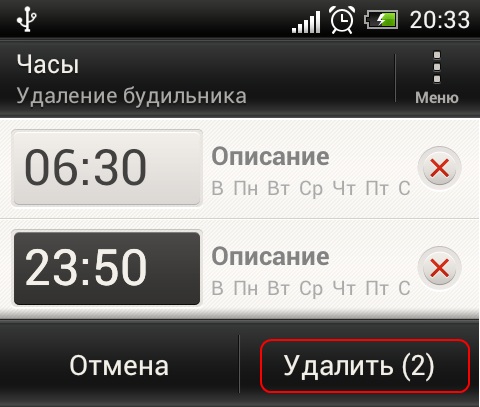 20:33
Часы
Удаление будильника
Меню
06:30
Описание
В Пн Вт Ср Чт Пт С
23:50
Описание
В Пн Вт Ср Чт Пт С
Отмена
Удалить (2)